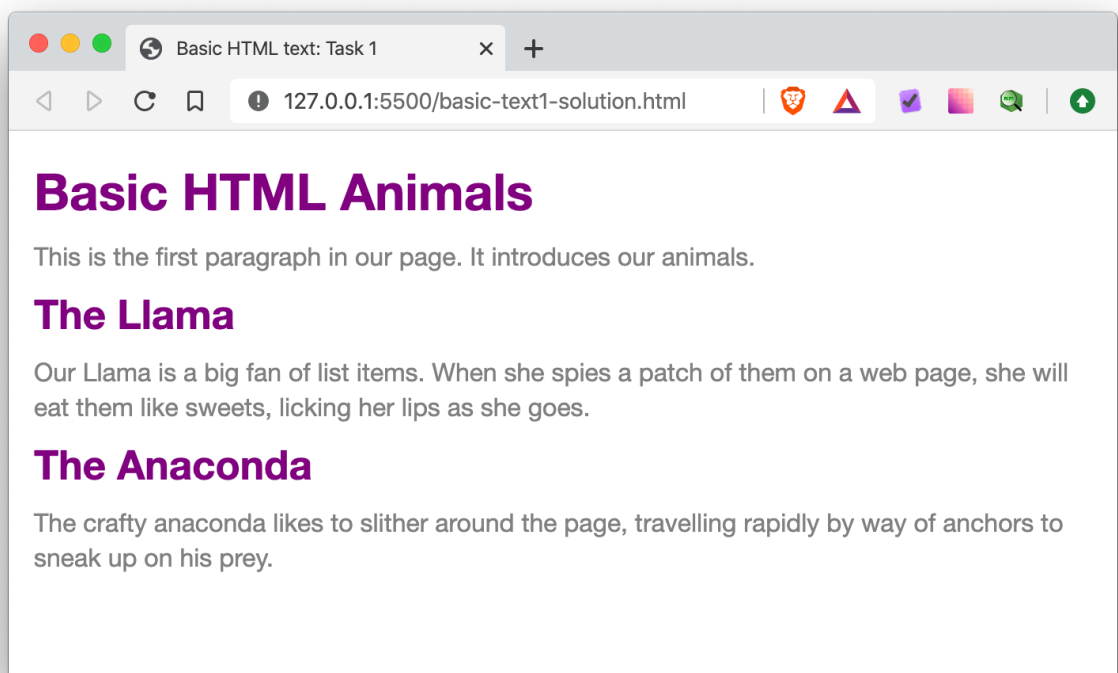 Basic HTML text: Task 1
127.0.0.1:5500/basic-text1-solution.html
Basic HTML Animals
This is the first paragraph in our page. It introduces our animals.
The Llama
Our Llama is a big fan of list items. When she spies a patch of them on a web page, she will
eat them like sweets, licking her lips as she goes.
The Anaconda
The crafty anaconda likes to slither around the page, travelling rapidly by way of anchors to
sneak up on his prey.